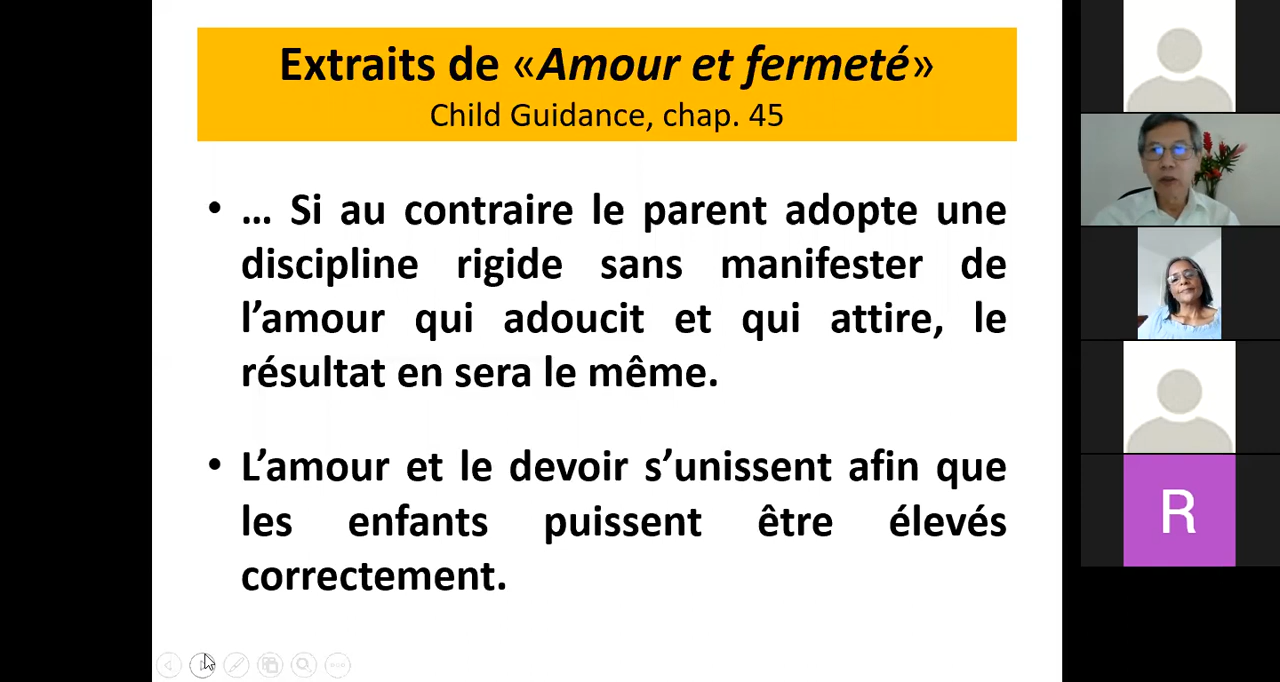 Extraits de «Amour et fermeté»
Child Guidance, chap. 45
• ... Si au contraire le parent adopte une
discipline rigide sans manifester de
l’amour qui adoucit et qui attire, le
résultat en sera le même.
• L’amour et le devoir s’unissent afin que
les enfants puissent être élevés
correctement.
R